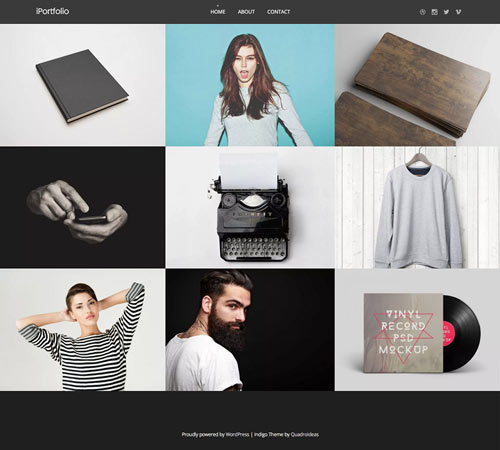 iPortfolio
HOME ABOUT CONTACT
VINYL
RECORD
PSD
MOCKUP
Proudly powered by WordPress | Indigo Theme by Quadroideas